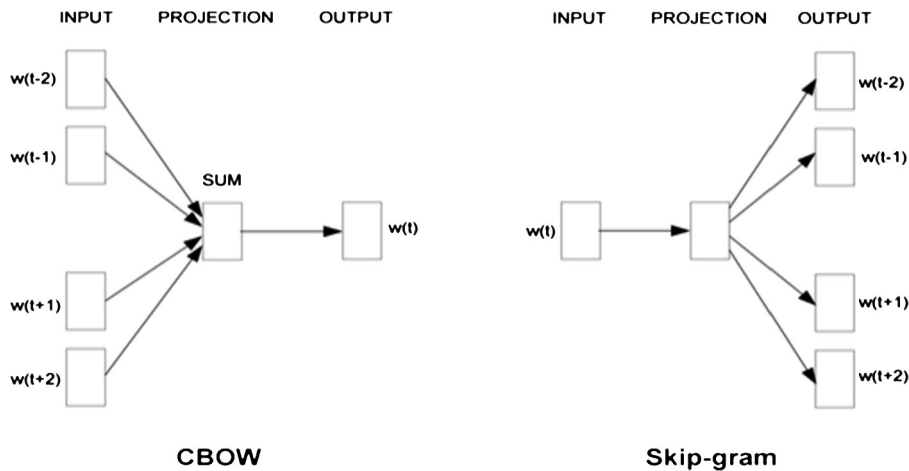 INPUT PROJECTION OUTPUT
w(t-2)
w(t-1)
SUM
w(t)
w(t+1)
w(t+2)
CBOW
INPUT PROJECTION OUTPUT
w(t-2)
w(t-1)
w(t)
w(t+1)
w(t+2)
Skip-gram